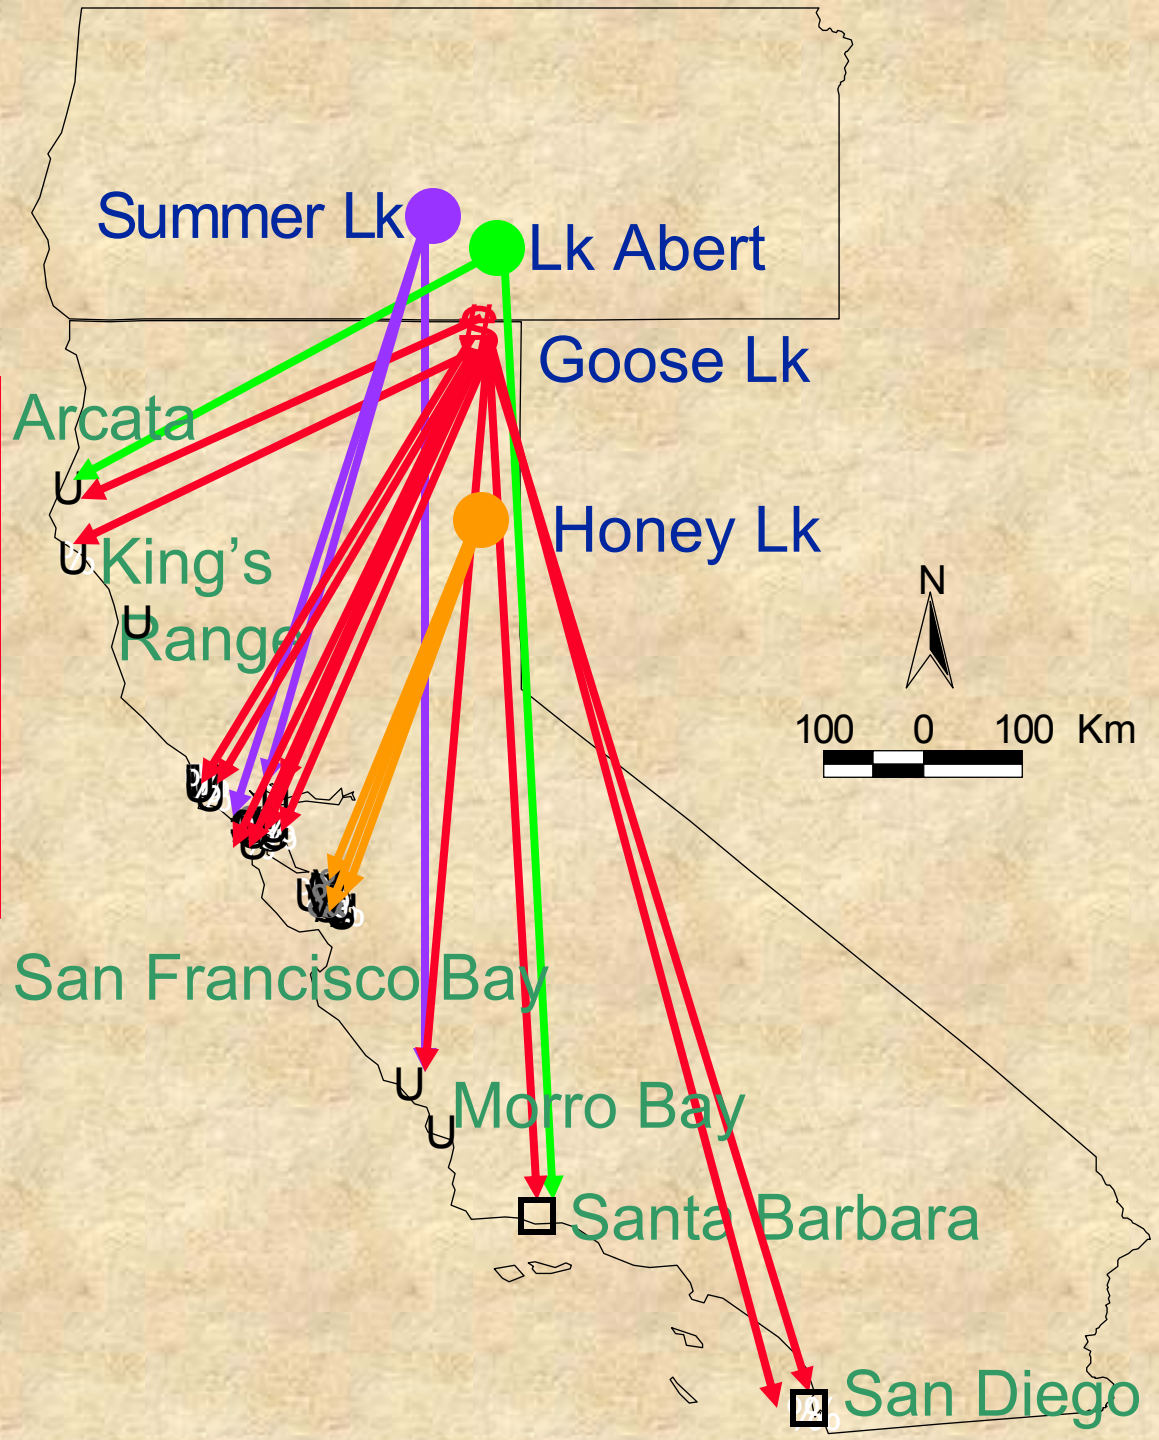 Summer Lk
Lk Abert
Goose Lk
Arcata
U
Honey Lk
U
King's
N
U
Range
100 0 100 Km
San Francisco Bay
U
Morro Bay
U
Santa Barbara
San Diego